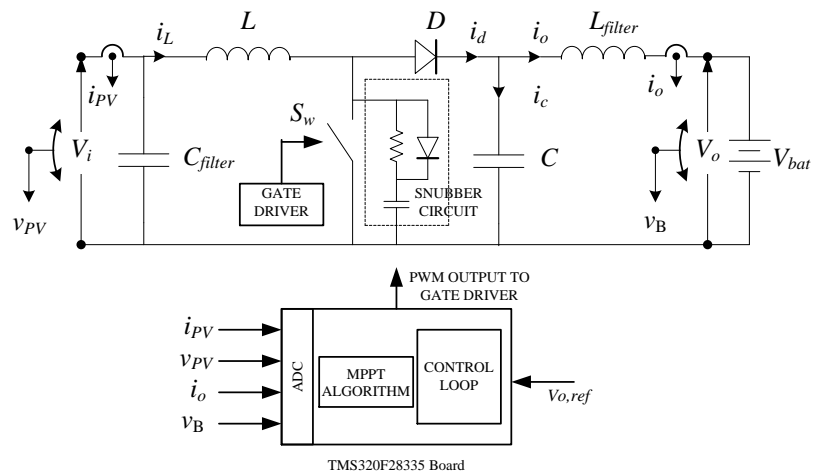 L
D
i_L
i_d
i_o
L_filter
i_PV
i_o
i_c
S_w
V_i
C_filter
C
V_o
V_bat
GATE
DRIVER
SNUBBER
CIRCUIT
v_PV
v_B
PWM OUTPUT TO
GATE DRIVER
i_PV
v_PV
i_o
v_B
ADC
MPPT
ALGORITHM
CONTROL
LOOP
Vo,ref
TMS320F28335 Board